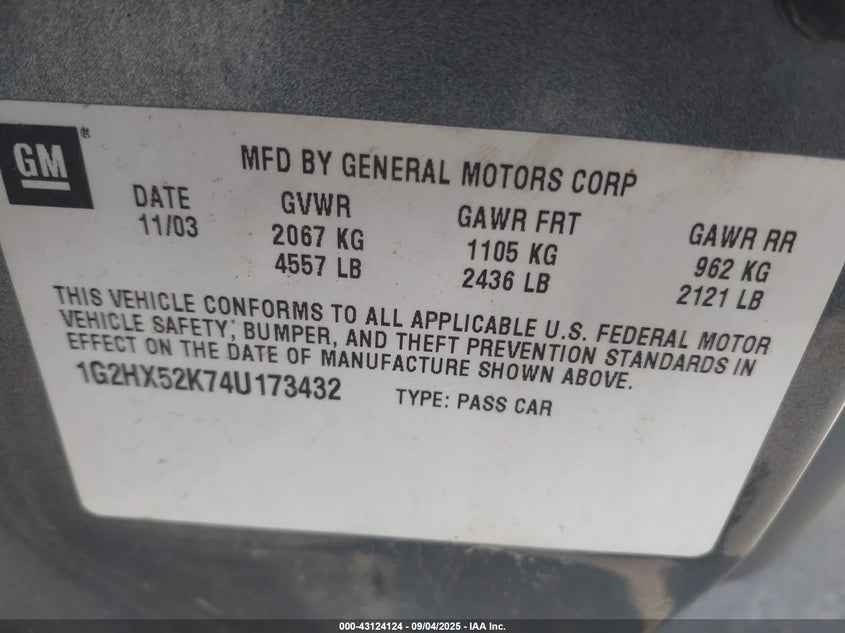 GM®
MFD BY GENERAL MOTORS CORP
DATE GVWR GAWR FRT GAWR RR
11/03 2067 KG 1105 KG 962 KG
4557 LB 2436 LB 2121 LB
THIS VEHICLE CONFORMS TO ALL APPLICABLE U.S. FEDERAL MOTOR
VEHICLE SAFETY, BUMPER, AND THEFT PREVENTION STANDARDS IN
EFFECT ON THE DATE OF MANUFACTURE SHOWN ABOVE.
1G2HX52K74U173432 TYPE: PASS CAR
000-43124124 - 09/04/2025 - IAA Inc.